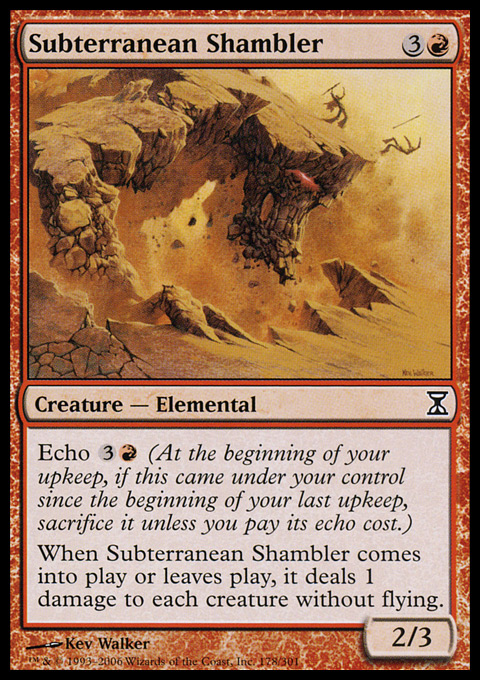 Subterranean Shambler 3
Kev Walker
Creature — Elemental
Echo 3 (At the beginning of your
upkeep, if this came under your control
since the beginning of your last upkeep,
sacrifice it unless you pay its echo cost.)
When Subterranean Shambler comes
into play or leaves play, it deals 1
damage to each creature without flying.
Kev Walker
2/3
™ & © 1993–2006 Wizards of the Coast, Inc. 178/301